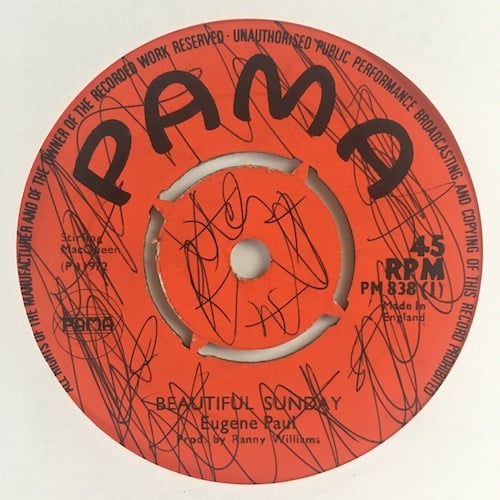 ALL RIGHTS OF THE MANUFACTURER AND OF THE OWNER OF THE RECORDED WORK RESERVED · UNAUTHORISED PUBLIC PERFORMANCE BROADCASTING AND COPYING OF THIS RECORD PROHIBITED
PAMA
Stirling
MacQueen
(P) 1972
45
RPM
PM 838 (1)
Made In
England
PAMA
BEAUTIFUL SUNDAY
Eugene Paul
Prod. by Ranny Williams